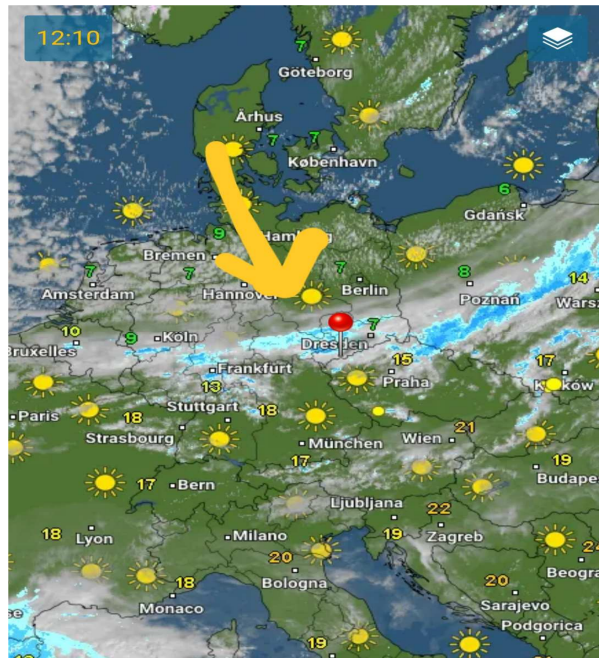 12:10
7
Göteborg
Århus
7
7
København
6
Gdańsk
9
Hamburg
Bremen
7
7
7
8
14
Amsterdam
Hannover
Berlin
Poznań
Warsz
10
9
Köln
7
Bruxelles
Dresden
15
17
Frankfurt
13
Praha
Kraków
Paris
18
Stuttgart
18
21
Strasbourg
München
Wien
17
19
Budape
17
Bern
Ljubljana
22
18
Lyon
Milano
19
Zagreb
20
24
Bologna
Beogra
18
20
Monaco
Sarajevo
Podgorica
19